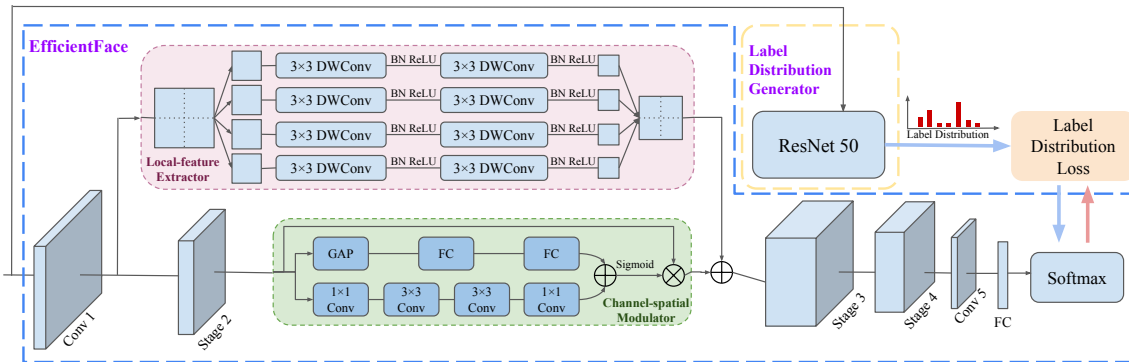 EfficientFace
3×3 DWConv
BN ReLU
3×3 DWConv
BN ReLU
3×3 DWConv
BN ReLU
3×3 DWConv
BN ReLU
3×3 DWConv
BN ReLU
3×3 DWConv
BN ReLU
3×3 DWConv
BN ReLU
3×3 DWConv
BN ReLU
Local-feature
Extractor
Label
Distribution
Generator
ResNet 50
Label Distribution
Label
Distribution
Loss
Conv 1
Stage 2
GAP
FC
FC
1×1
Conv
3×3
Conv
3×3
Conv
1×1
Conv
Sigmoid
Channel-spatial
Modulator
Stage 3
Stage 4
Conv 5
FC
Softmax